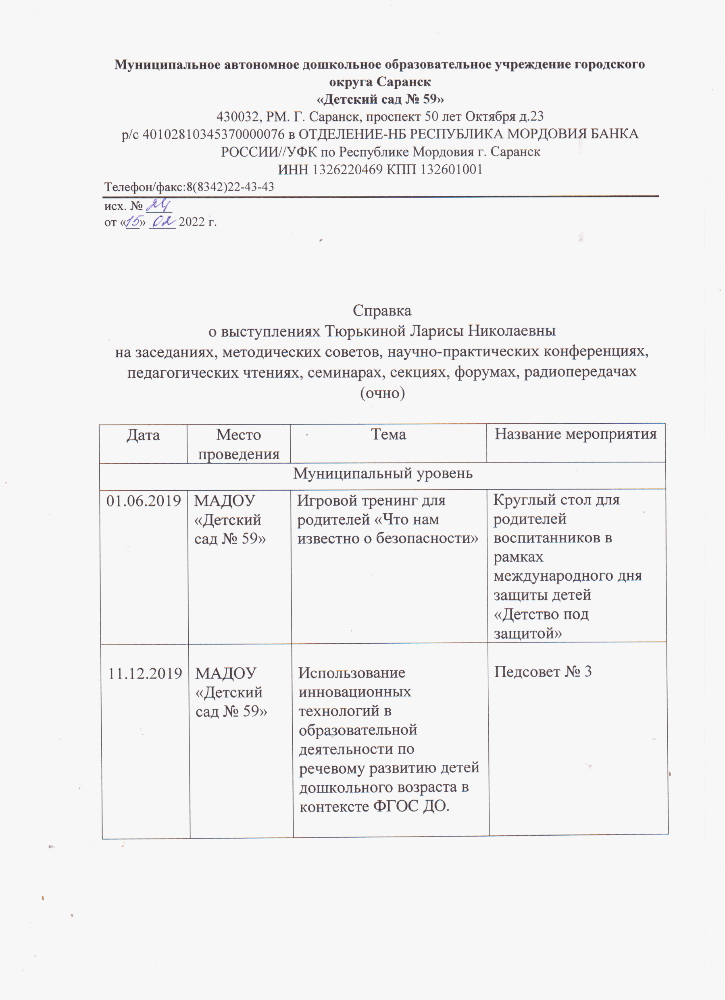 Муниципальное автономное дошкольное образовательное учреждение городского
округа Саранск
«Детский сад № 59»
430032, РМ. Г. Саранск, проспект 50 лет Октября д.23
р/с 40102810345370000076 в ОТДЕЛЕНИЕ-НБ РЕСПУБЛИКА МОРДОВИЯ БАНКА
РОССИИ//УФК по Республике Мордовия г. Саранск
ИНН 1326220469 КПП 132601001
Телефон/факс:8(8342)22-43-43
исх. № 24
от «15» 02 2022 г.
Справка
о выступлениях Тюрькиной Ларисы Николаевны
на заседаниях, методических советов, научно-практических конференциях,
педагогических чтениях, семинарах, секциях, форумах, радиопередачах
(очно)
Дата
Место
проведения
Тема
Название мероприятия
Муниципальный уровень
01.06.2019
МАДОУ
«Детский
сад № 59»
Игровой тренинг для
родителей «Что нам
известно о безопасности»
Круглый стол для
родителей
воспитанников в
рамках
международного дня
защиты детей
«Детство под
защитой»
11.12.2019
МАДОУ
«Детский
сад № 59»
Использование
инновационных
технологий в
образовательной
деятельности по
речевому развитию детей
дошкольного возраста в
контексте ФГОС ДО.
Педсовет № 3